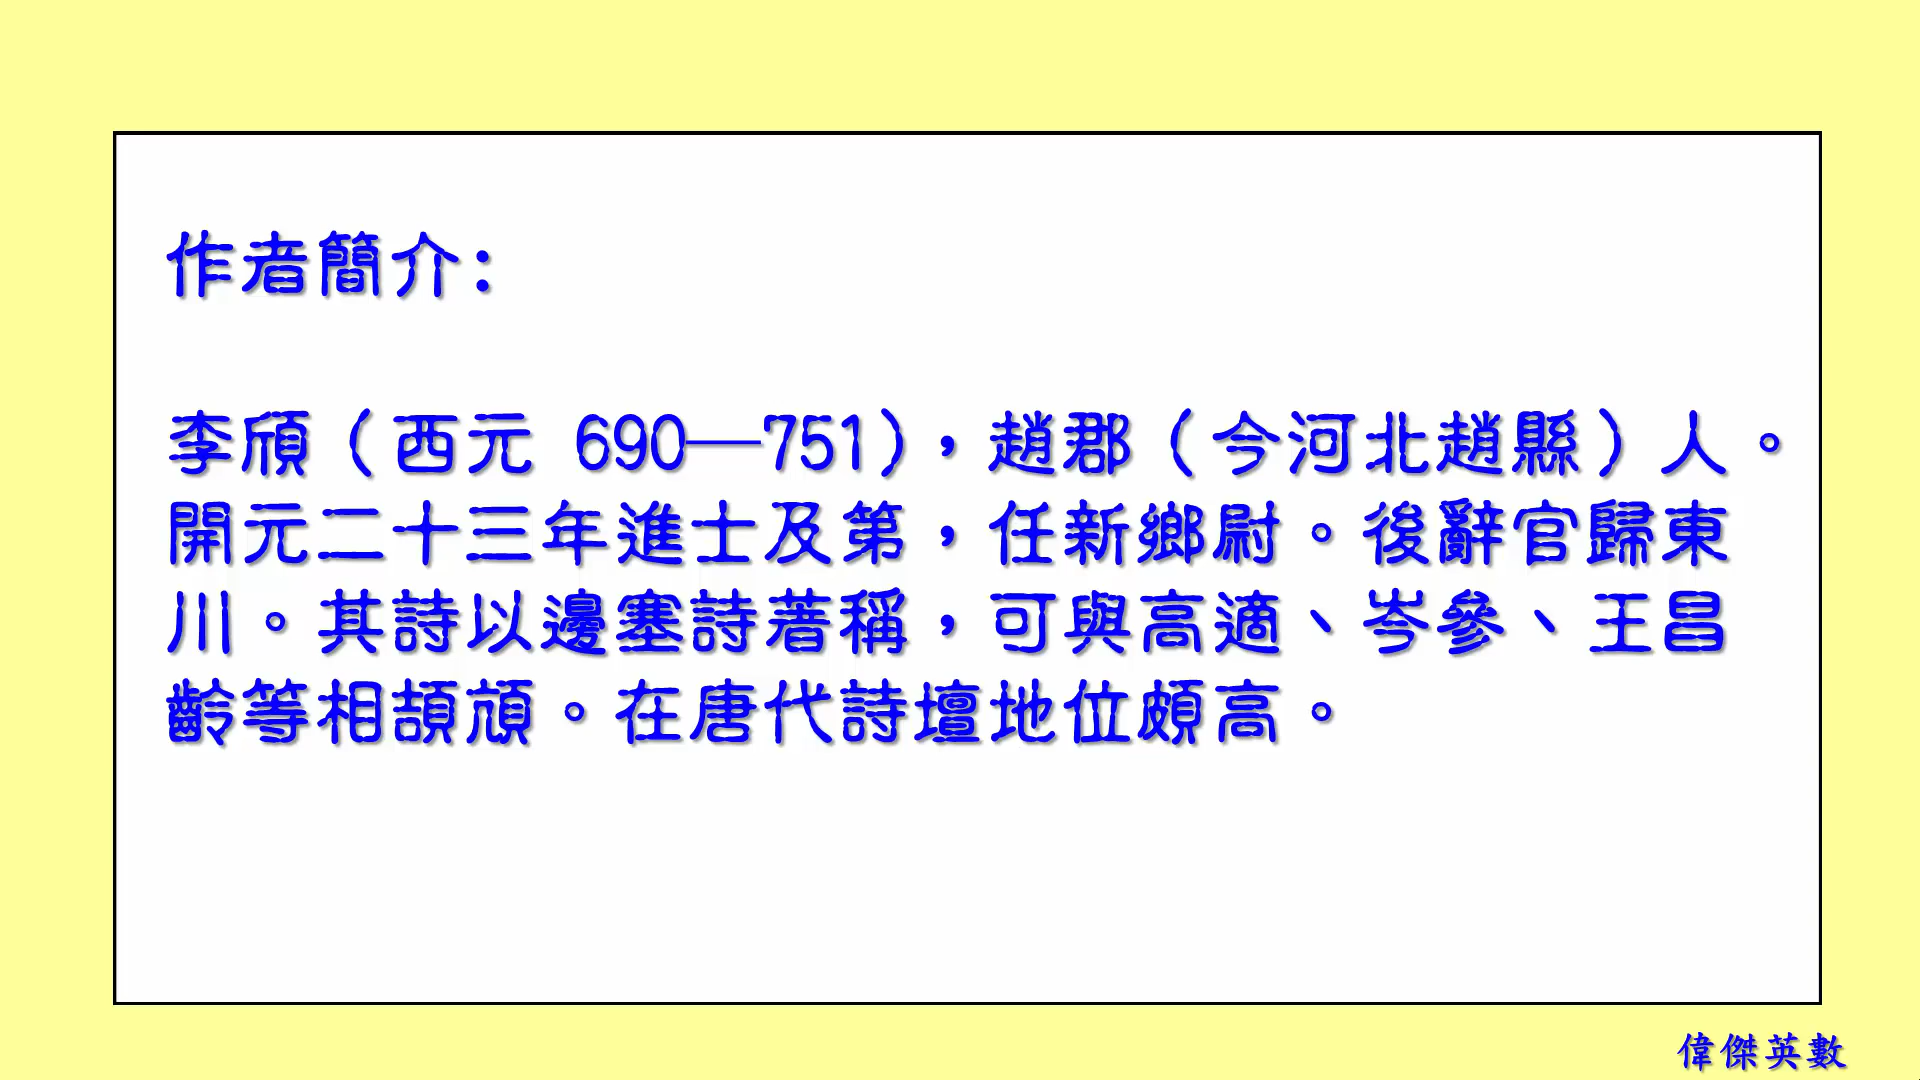 作者簡介:
李頎（西元 690—751），趙郡（今河北趙縣）人。
開元二十三年進士及第，任新鄉尉。後辭官歸東
川。其詩以邊塞詩著稱，可與高適、岑參、王昌
齡等相頡頏。在唐代詩壇地位頗高。
偉傑英數